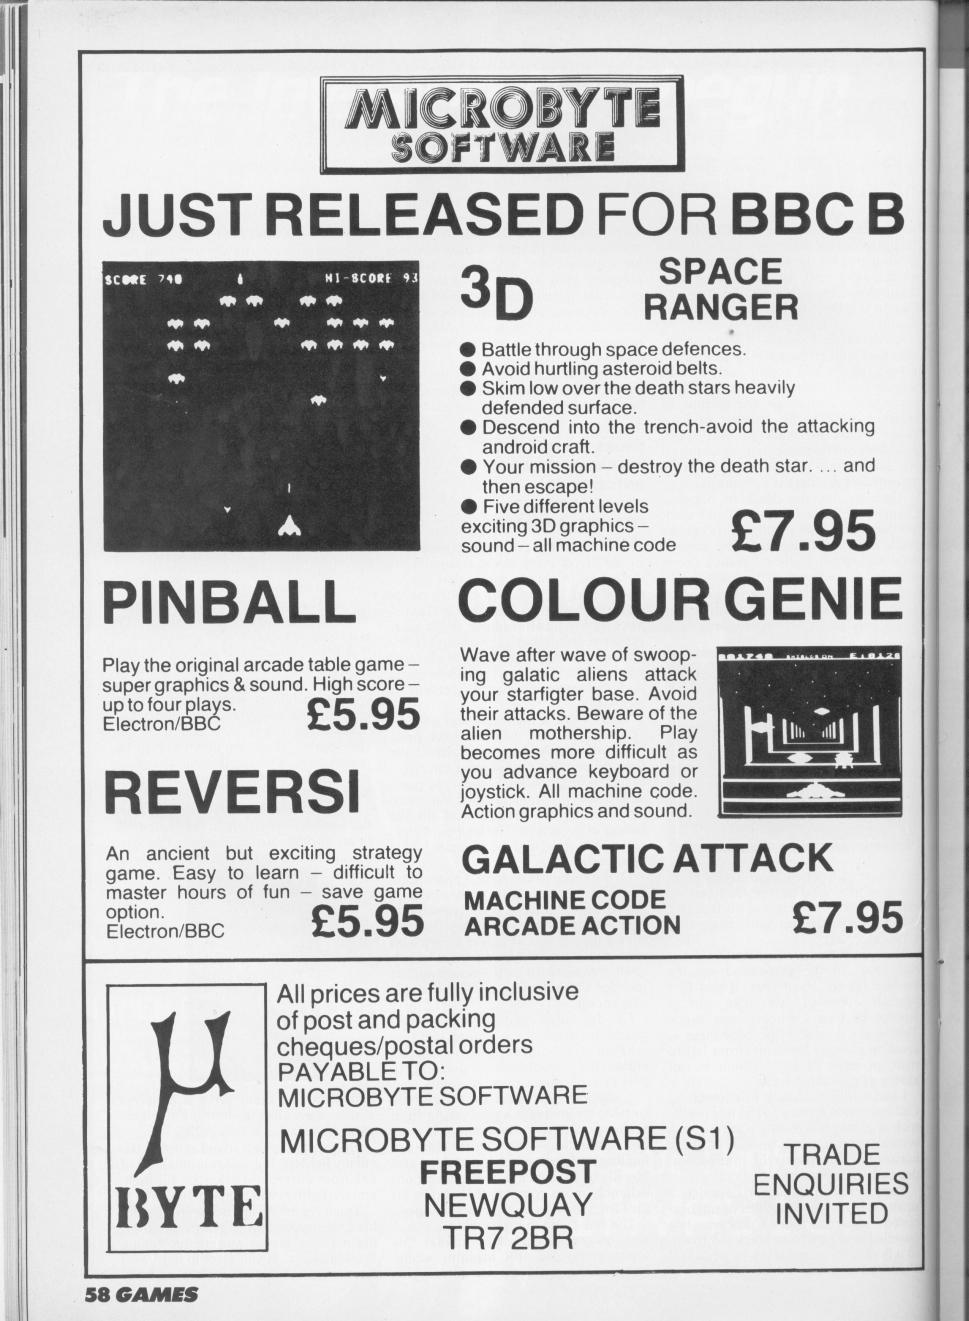 MICROBYTE
SOFTWARE
JUST RELEASED FOR BBC B
SCORE 740 HI-SCORE 93
3D
SPACE
RANGER
● Battle through space defences.
● Avoid hurtling asteroid belts.
● Skim low over the death stars heavily
defended surface.
● Descend into the trench-avoid the attacking
android craft.
● Your mission – destroy the death star. ... and
then escape!
● Five different levels
exciting 3D graphics –
sound – all machine code
£7.95
PINBALL
Play the original arcade table game –
super graphics & sound. High score –
up to four plays.
Electron/BBC
£5.95
REVERSI
An ancient but exciting strategy
game. Easy to learn – difficult to
master hours of fun – save game
option.
Electron/BBC
£5.95
COLOUR GENIE
Wave after wave of swoop-
ing galatic aliens attack
your starfigter base. Avoid
their attacks. Beware of the
alien mothership. Play
becomes more difficult as
you advance keyboard or
joystick. All machine code.
Action graphics and sound.
GALACTIC ATTACK
MACHINE CODE
ARCADE ACTION
£7.95
µ
BYTE
All prices are fully inclusive
of post and packing
cheques/postal orders
PAYABLE TO:
MICROBYTE SOFTWARE
MICROBYTE SOFTWARE (S1)
FREEPOST
NEWQUAY
TR7 2BR
TRADE
ENQUIRIES
INVITED
58 GAMES